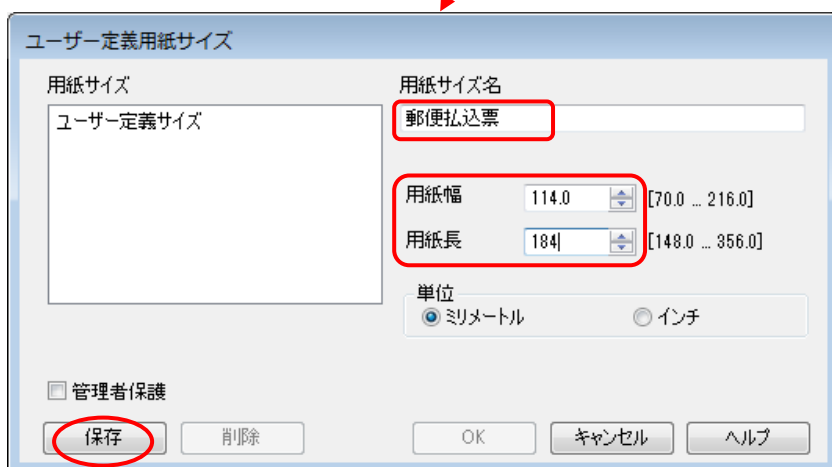 ユーザー定義用紙サイズ
用紙サイズ
ユーザー定義サイズ
用紙サイズ名
郵便払込票
用紙幅 114.0 [70.0 ... 216.0]
用紙長 184 [148.0 ... 356.0]
単位
ミリメートル インチ
管理者保護
保存 削除 OK キャンセル ヘルプ